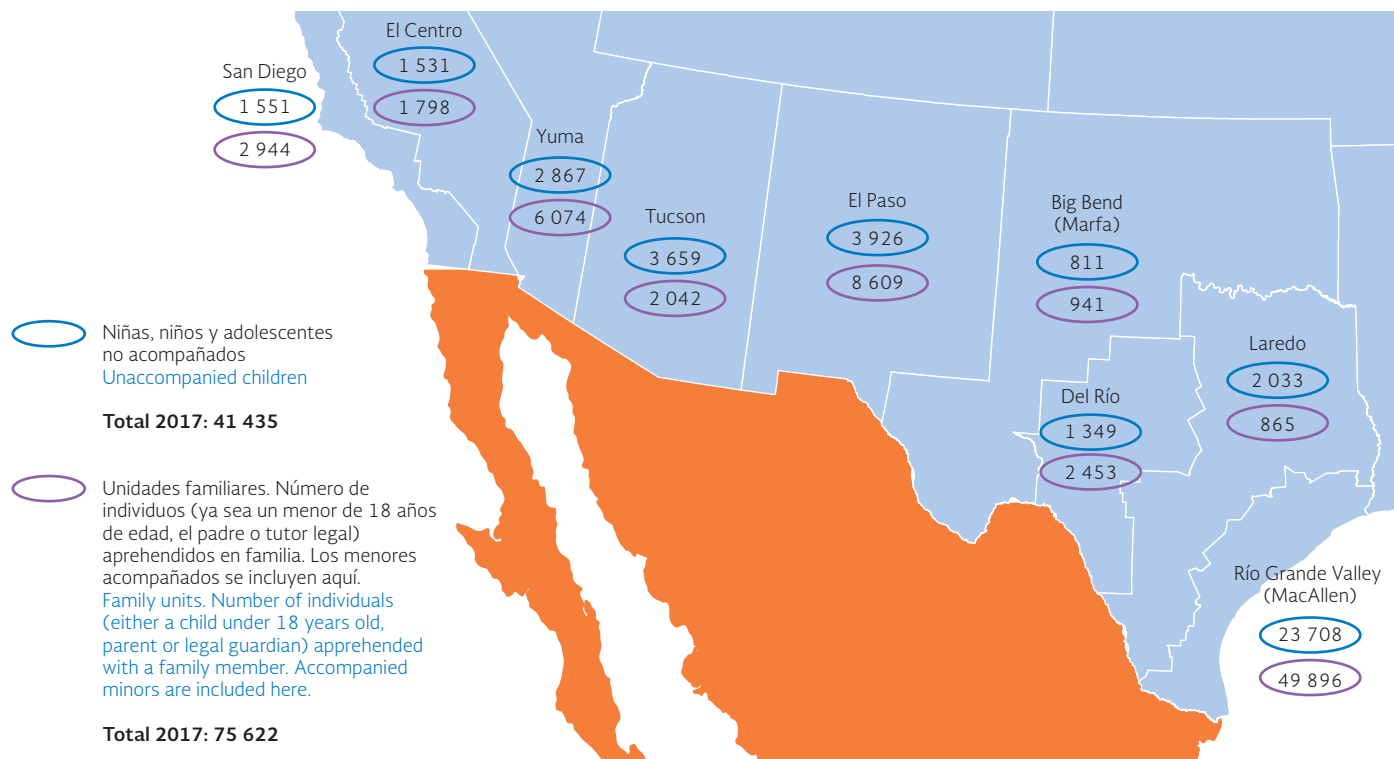 El Centro
1 531
1 798
San Diego
1 551
2 944
Yuma
2 867
6 074
Tucson
3 659
2 042
El Paso
3 926
8 609
Big Bend
(Marfa)
811
941
Laredo
2 033
865
Del Río
1 349
2 453
Río Grande Valley
(MacAllen)
23 708
49 896
Niñas, niños y adolescentes
no acompañados
Unaccompanied children
Total 2017: 41 435
Unidades familiares. Número de
individuos (ya sea un menor de 18 años
de edad, el padre o tutor legal)
aprehendidos en familia. Los menores
acompañados se incluyen aquí.
Family units. Number of individuals
(either a child under 18 years old,
parent or legal guardian) apprehended
with a family member. Accompanied
minors are included here.
Total 2017: 75 622